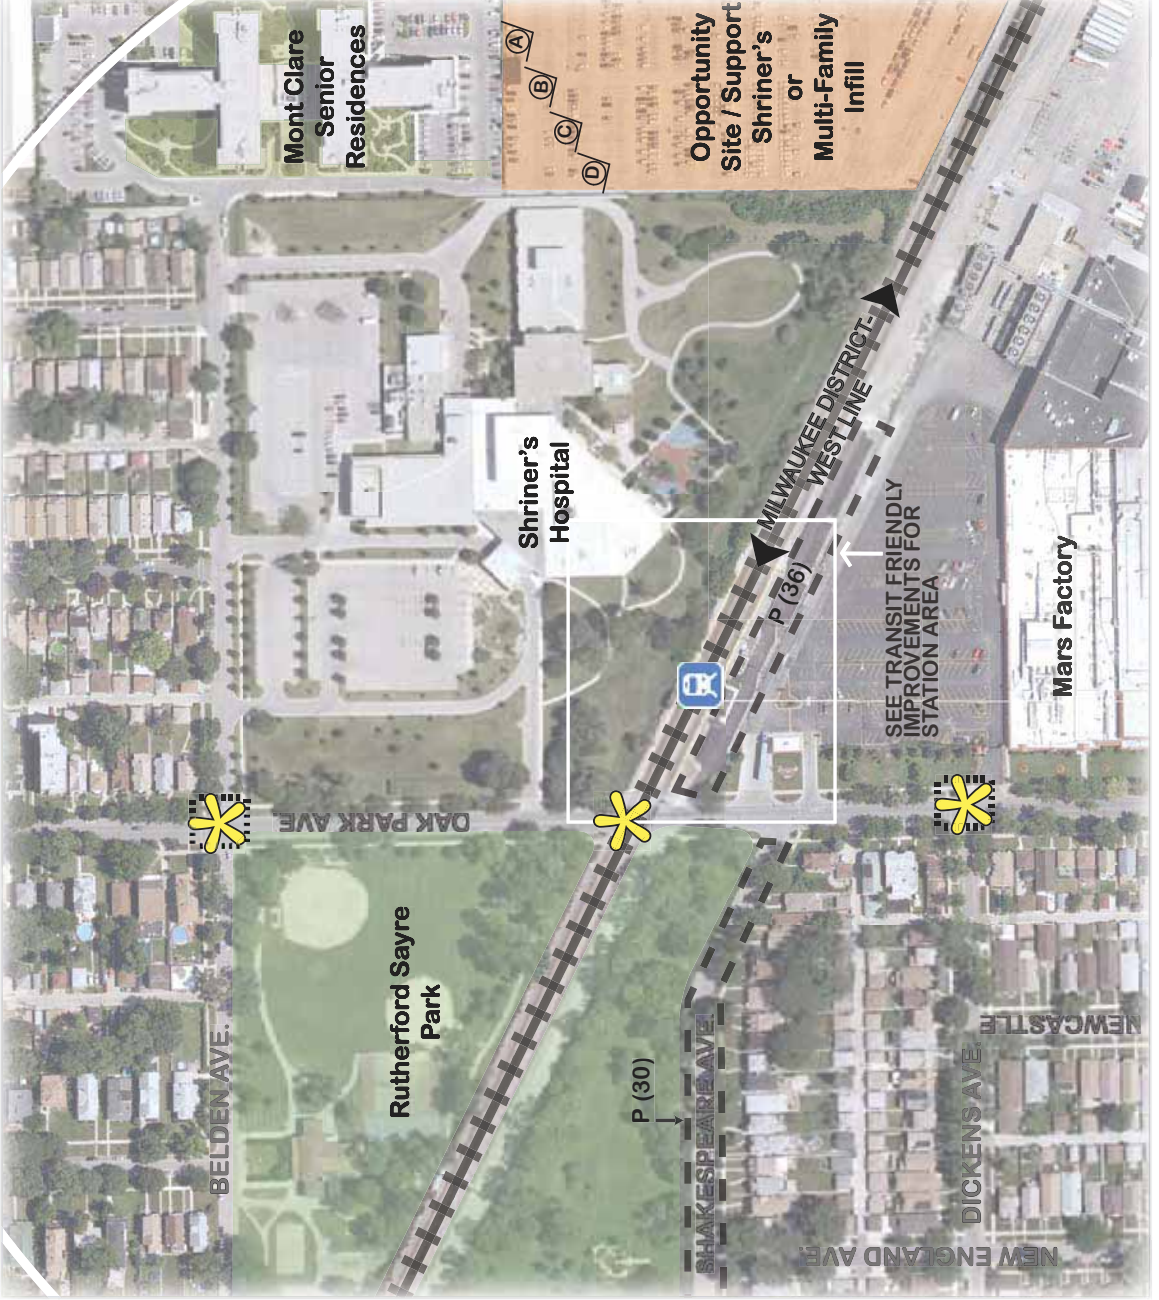 Mont Clare
Senior
Residences
A
B
C
D
Opportunity
Site / Support
Shriner's
or
Multi-Family
Infill
Shriner's
Hospital
MILWAUKEE DISTRICT-
WEST LINE
P (36)
SEE TRANSIT FRIENDLY
IMPROVEMENTS FOR
STATION AREA
Mars Factory
OAK PARK AVE.
Rutherford Sayre
Park
BELDEN AVE.
P (30)
SHAKESPEARE AVE.
NEWCASTLE
DICKENS AVE.
NEW ENGLAND AVE.